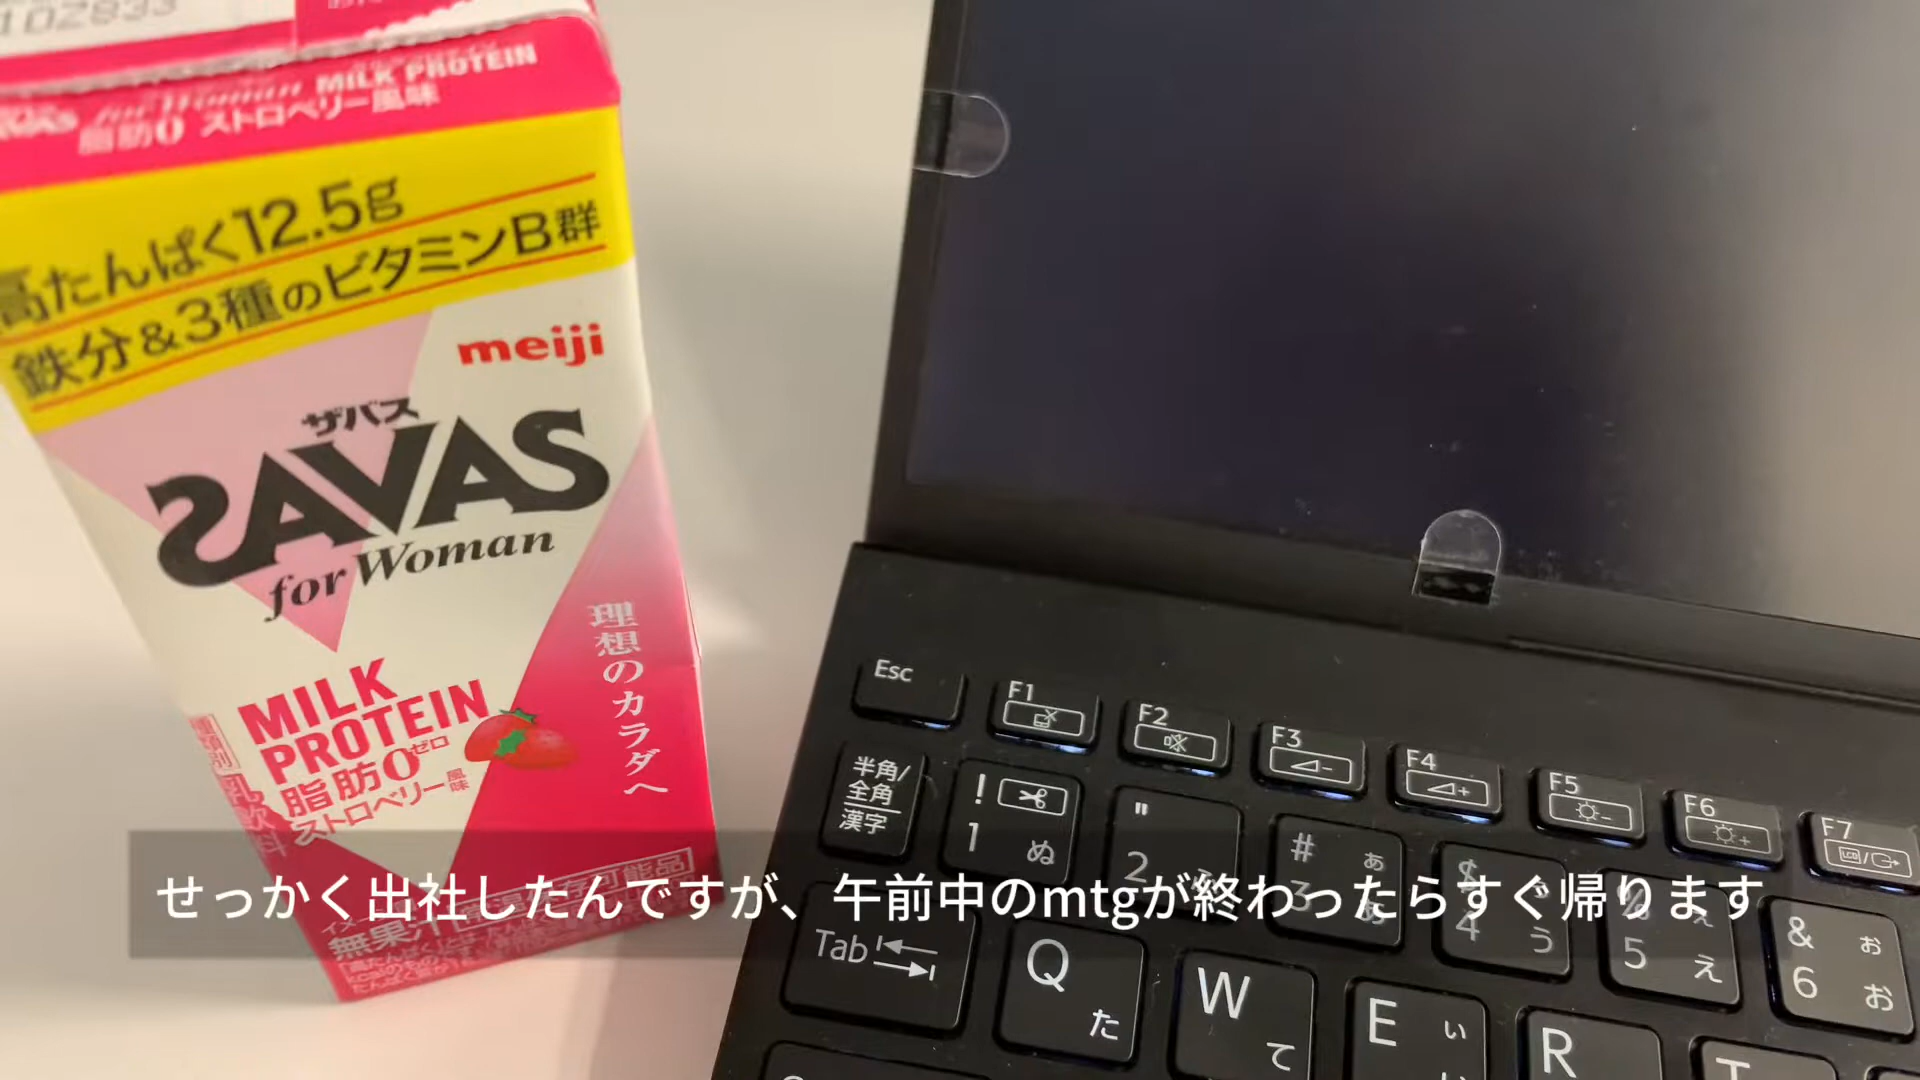 MILK PROTEIN
脂肪0 ストロベリー風味
高たんぱく12.5g
鉄分&3種のビタミンB群
meiji
ザバス
SAVAS
for Woman
理想のカラダへ
MILK
PROTEIN
脂肪0ゼロ
ストロベリー風味
せっかく出社したんですが、午前中のmtgが終わったらすぐ帰ります
Esc
F1
F2
F3
F4
F5
F6
F7
半角/
全角
漢字
! 1 ぬ
" 2
# 3 ぁ あ
$ 4 ぅ う
% 5 ぇ え
& 6 ぉ お
Tab
Q た
W て
E ぃ
R
T